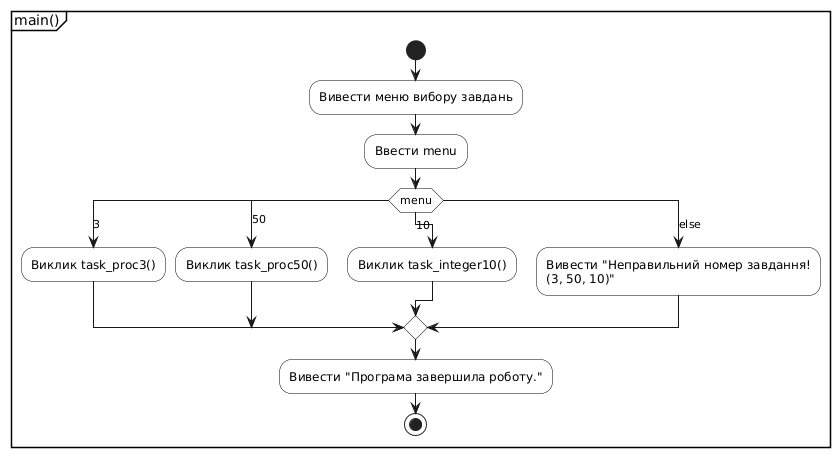 main()
Вивести меню вибору завдань
Ввести menu
menu
3
50
10
else
Виклик task_proc3()
Виклик task_proc50()
Виклик task_integer10()
Вивести "Неправильний номер завдання!
(3, 50, 10)"
Вивести "Програма завершила роботу."